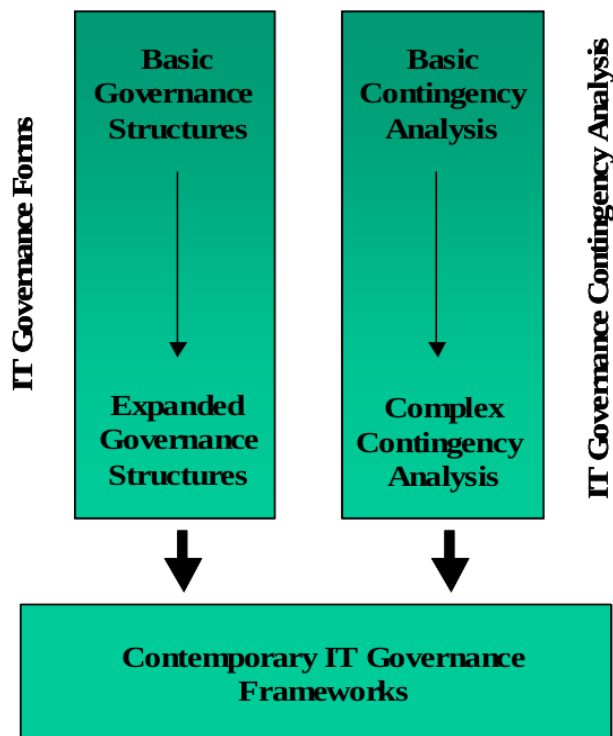 IT Governance Forms
Basic
Governance
Structures
Expanded
Governance
Structures
Basic
Contingency
Analysis
Complex
Contingency
Analysis
IT Governance Contingency Analysis
Contemporary IT Governance
Frameworks